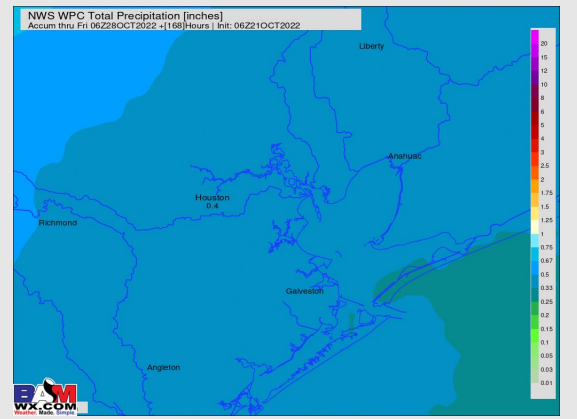 NWS WPC Total Precipitation [inches]
Accum thru Fri 06Z28OCT2022 +[168]Hours | Init: 06Z21OCT2022
Liberty
Anahuac
Houston
0.4
Richmond
Galveston
Angleton
20
15
12
10
8
6
5
4
3
2.5
2
1.75
1.5
1.25
1
0.75
0.67
0.5
0.33
0.25
0.2
0.15
0.1
0.05
0.03
0.01
BAM
WX.COM
Weather. Made. Simple.